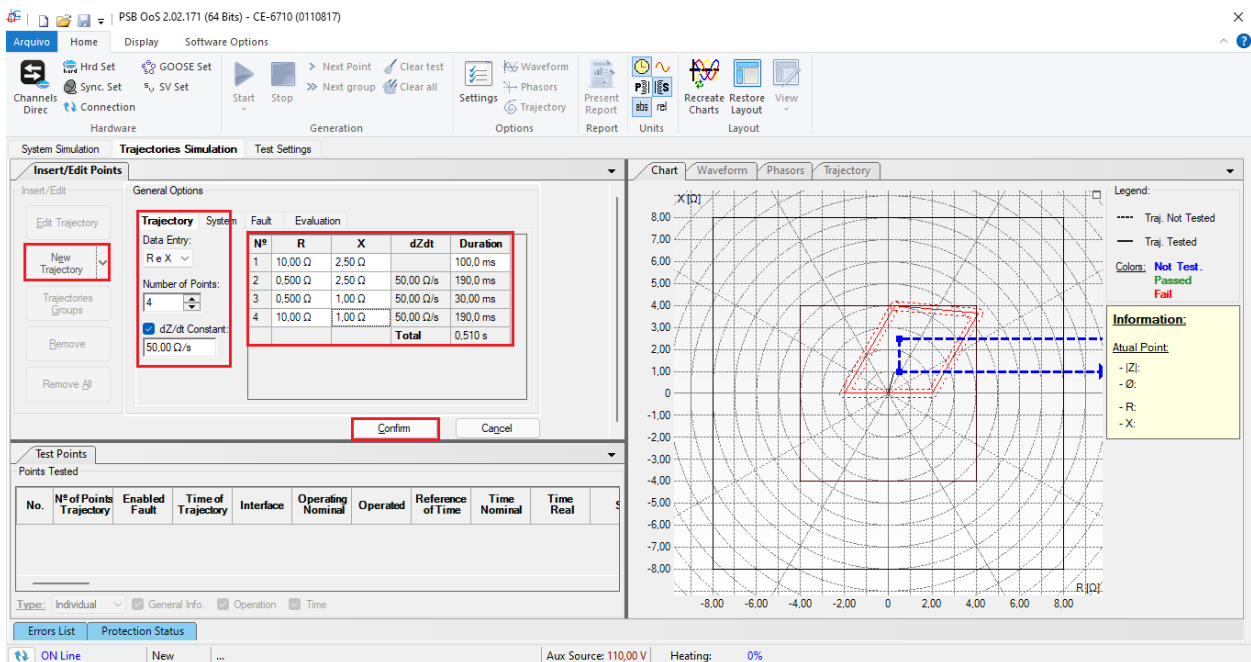 PSB OoS 2.02.171 (64 Bits) - CE-6710 (0110817)
Arquivo Home Display Software Options
Channels Direc
Hrd Set
Sync. Set
Connection
GOOSE Set
SV Set
Hardware
Start
Stop
Next Point
Next group
Clear test
Clear all
Generation
Settings
Waveform
Phasors
Trajectory
Options
Present Report
Report
abs rel
Units
Recreate Charts
Restore Layout
View
Layout
System Simulation Trajectories Simulation Test Settings
Insert/Edit Points
Insert/Edit
Edit Trajectory
New Trajectory
Trajectories Groups
Remove
Remove All
General Options
Trajectory System Fault Evaluation
Data Entry:
R e X
Number of Points:
4
dZ/dt Constant:
50,00 Ω/s
Nº R X dZdt Duration
1 10,00 Ω 2,50 Ω 100,0 ms
2 0,500 Ω 2,50 Ω 50,00 Ω/s 190,0 ms
3 0,500 Ω 1,00 Ω 50,00 Ω/s 30,00 ms
4 10,00 Ω 1,00 Ω 50,00 Ω/s 190,0 ms
Total 0,510 s
Confirm Cancel
Test Points
Points Tested
No. Nº of Points Trajectory Enabled Fault Time of Trajectory Interface Operating Nominal Operated Reference of Time Time Nominal Time Real
Type: Individual General Info. Operation Time
Chart Waveform Phasors Trajectory
X [Ω]
8,00
7,00
6,00
5,00
4,00
3,00
2,00
1,00
0
-1,00
-2,00
-3,00
-4,00
-5,00
-6,00
-7,00
-8,00
R [Ω]
-8,00 -6,00 -4,00 -2,00 0 2,00 4,00 6,00 8,00
Legend:
Traj. Not Tested
Traj. Tested
Colors: Not Test.
Passed
Fail
Information:
Atual Point:
- |Z|:
- Ø:
- R:
- X:
Errors List Protection Status
ON Line New ... Aux Source: 110,00 V Heating: 0%